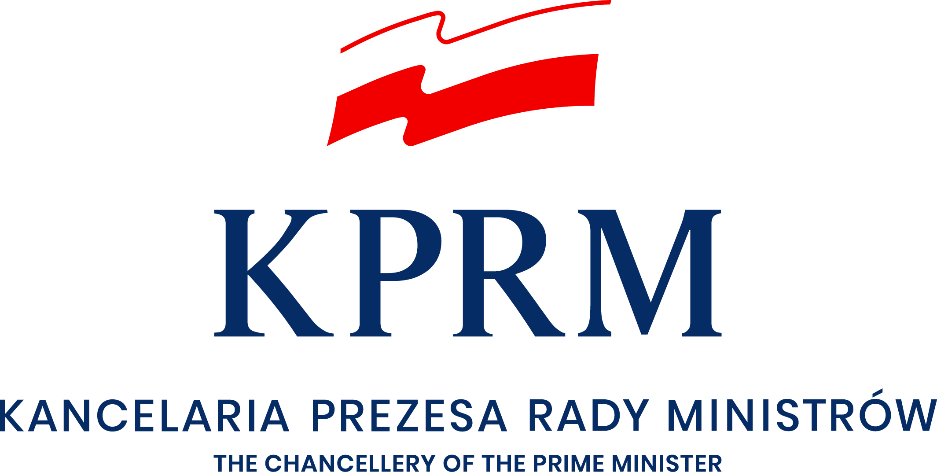 KPRM
KANCELARIA PREZESA RADY MINISTRÓW
THE CHANCELLERY OF THE PRIME MINISTER